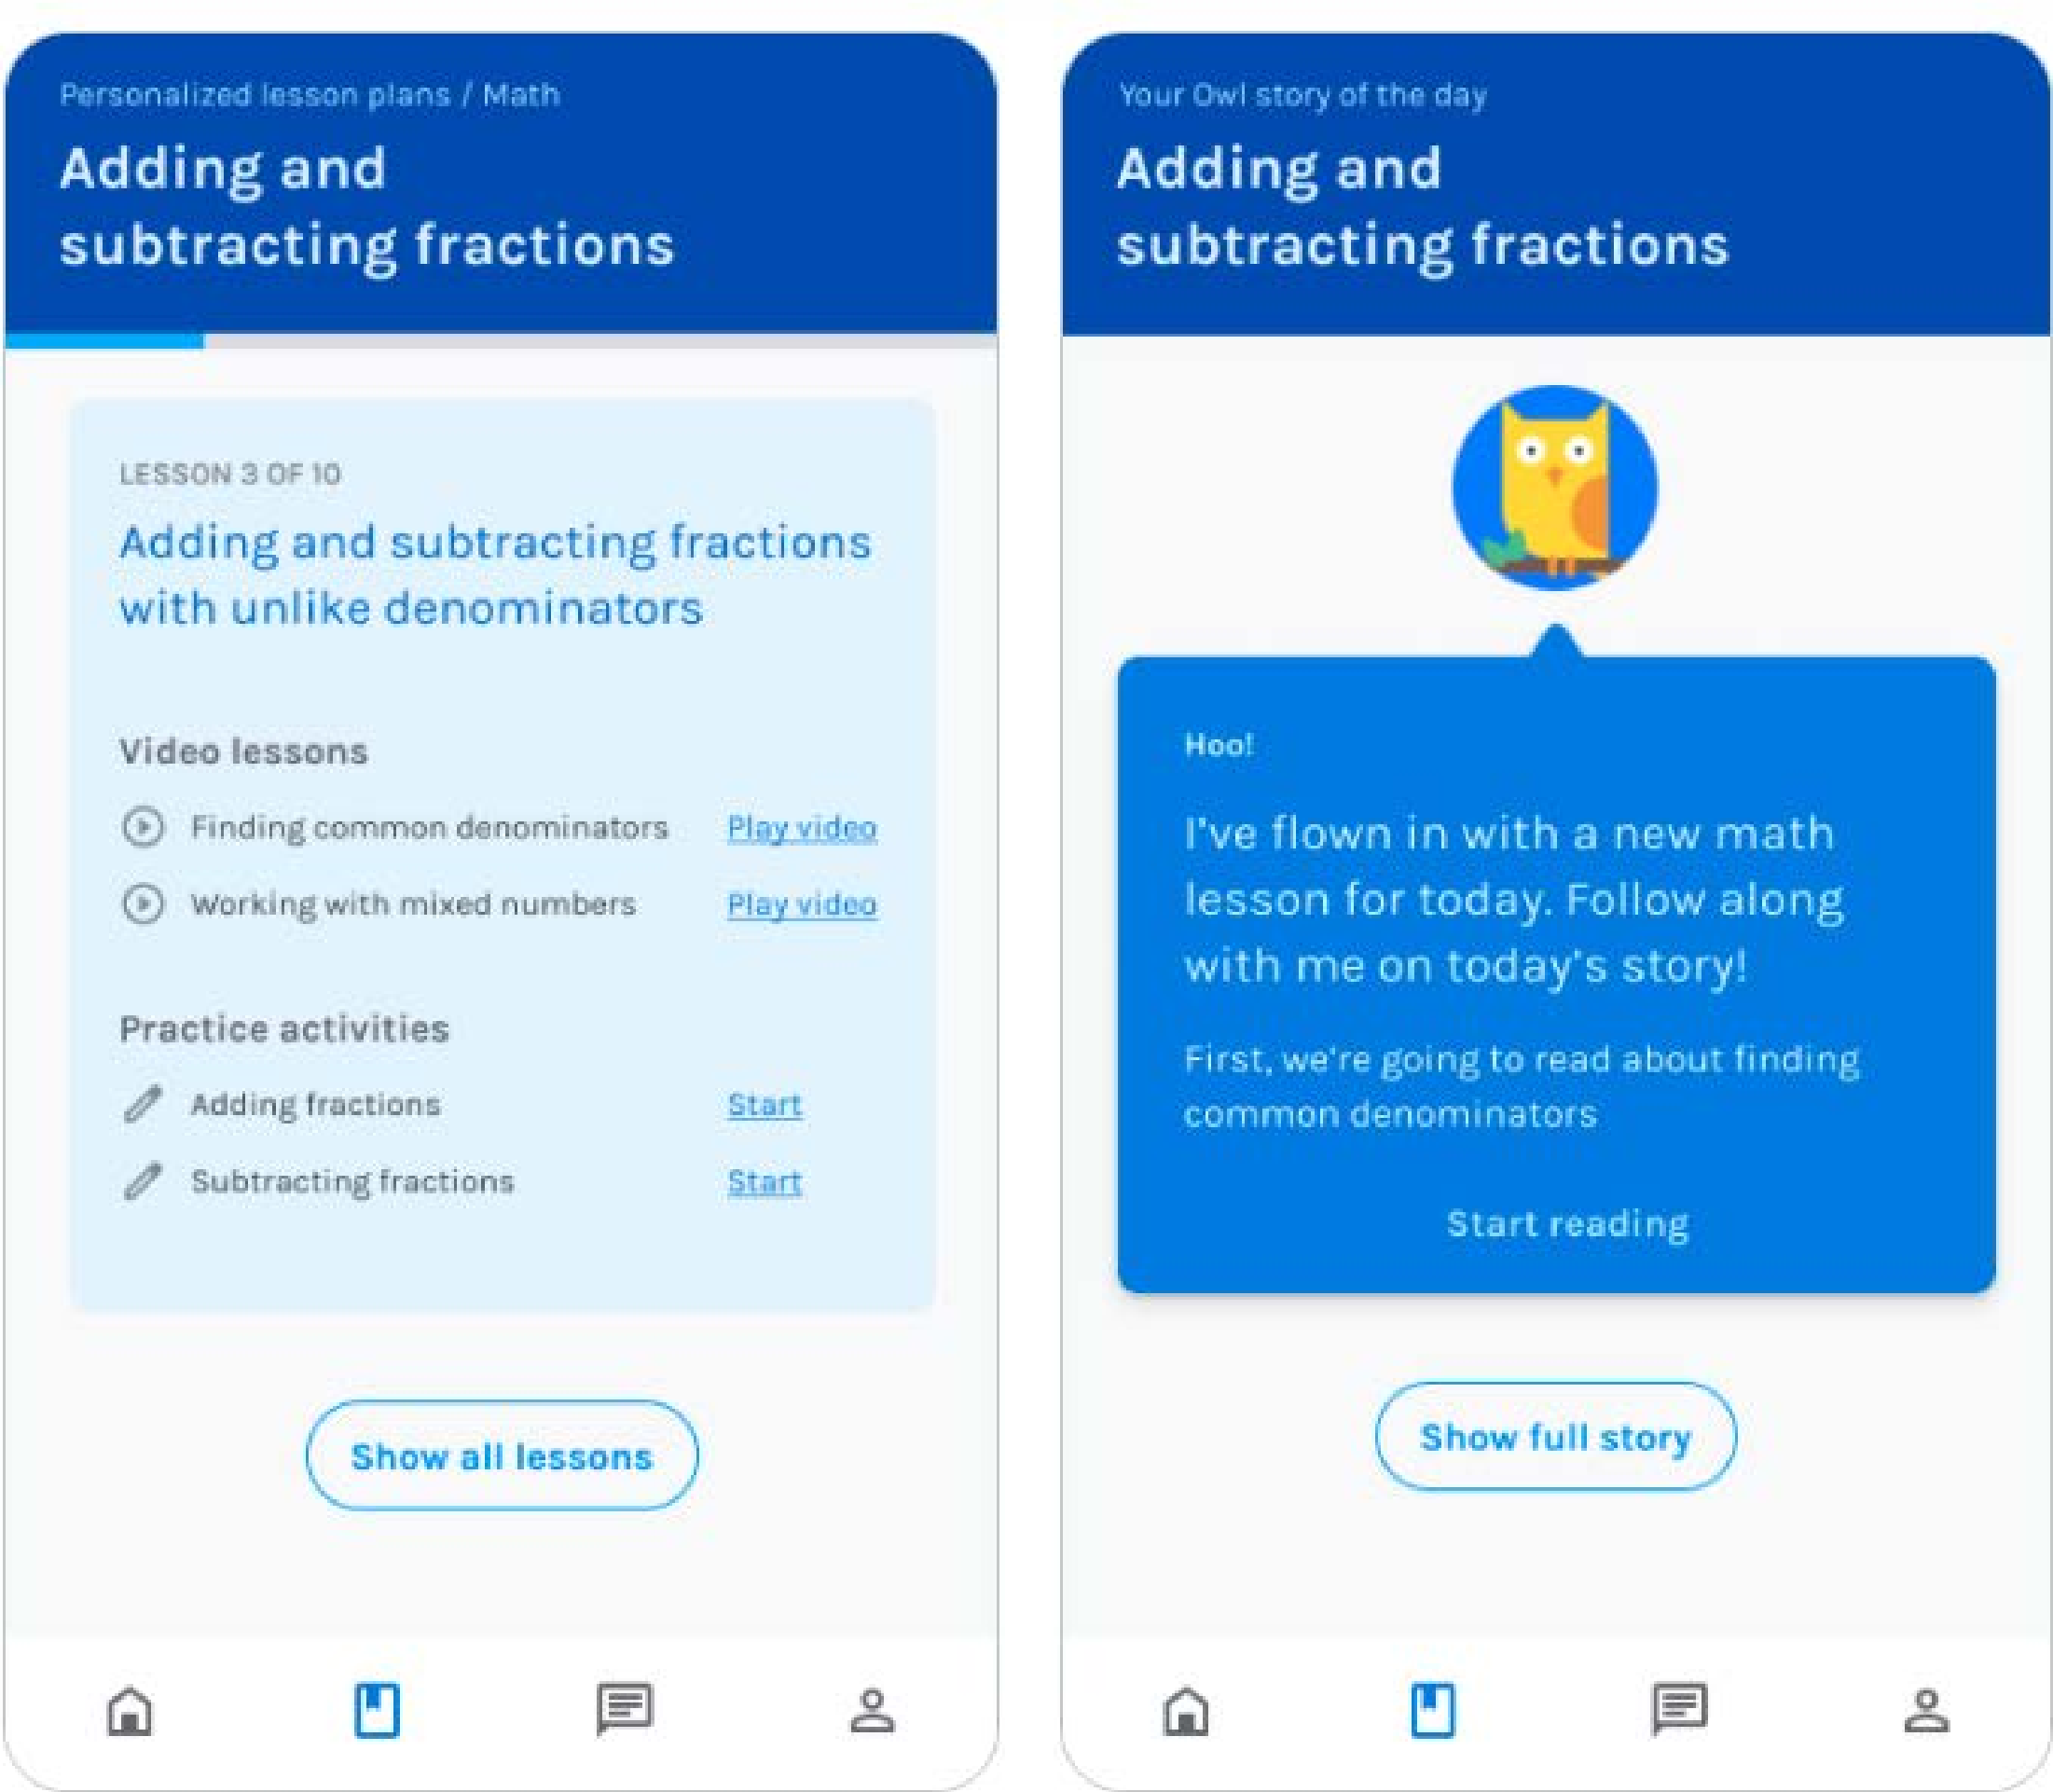 Personalized lesson plans / Math
Adding and
subtracting fractions
LESSON 3 OF 10
Adding and subtracting fractions
with unlike denominators
Video lessons
Finding common denominators Play video
Working with mixed numbers Play video
Practice activities
Adding fractions Start
Subtracting fractions Start
Show all lessons
Your Owl story of the day
Adding and
subtracting fractions
Hoo!
I've flown in with a new math
lesson for today. Follow along
with me on today's story!
First, we're going to read about finding
common denominators
Start reading
Show full story